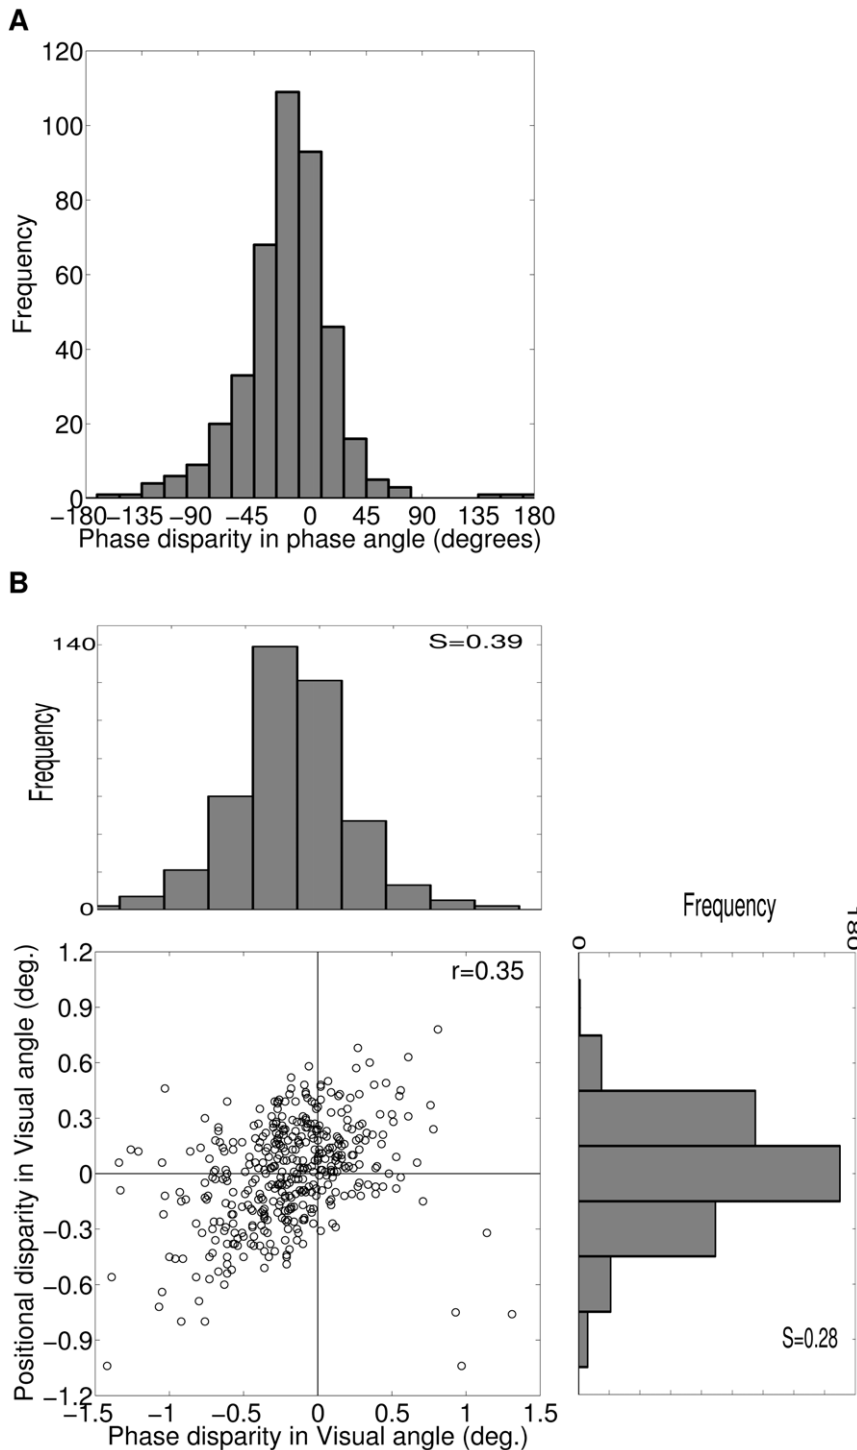 A
120
100
80
60
40
20
0
Frequency
−180 −135 −90 −45 0 45 90 135 180
Phase disparity in phase angle (degrees)
B
140
0
Frequency
S=0.39
Frequency
0 180
S=0.28
1.2
0.9
0.6
0.3
0
−0.3
−0.6
−0.9
−1.2
Positional disparity in Visual angle (deg.)
r=0.35
−1.5 −1 −0.5 0 0.5 1 1.5
Phase disparity in Visual angle (deg.)